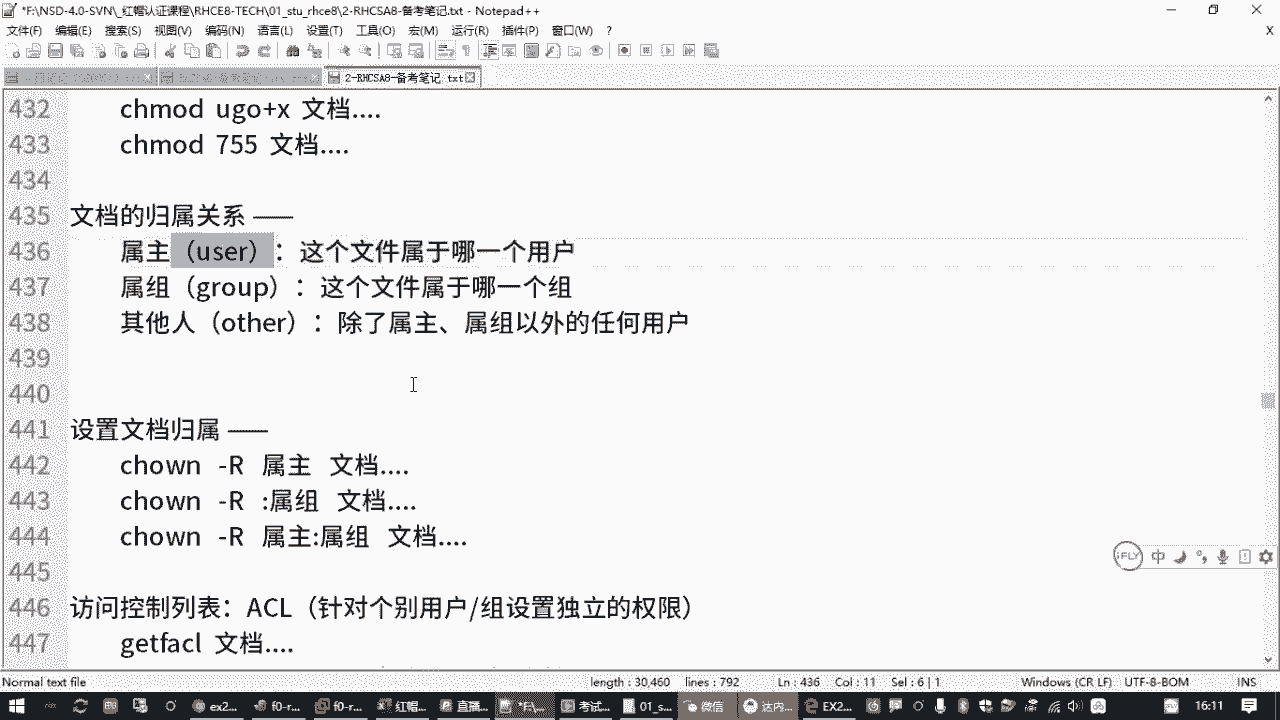 *F:\NSD-4.0-SVN\_红帽认证课程\RHCE8-TECH\01_stu_rhce8\2-RHCSA8-备考笔记.txt - Notepad++
文件(F) 编辑(E) 搜索(S) 视图(V) 编码(N) 语言(L) 设置(T) 工具(O) 宏(M) 运行(R) 插件(P) 窗口(W) ? X
2-RHCSA8-备考笔记.txt
432 chmod ugo+x 文档....
433 chmod 755 文档....
434
435 文档的归属关系 ——
436 属主（user）：这个文件属于哪一个用户
437 属组（group）：这个文件属于哪一个组
438 其他人（other）：除了属主、属组以外的任何用户
439
440
441 设置文档归属 ——
442 chown -R 属主 文档....
443 chown -R :属组 文档....
444 chown -R 属主:属组 文档....
445
446 访问控制列表：ACL（针对个别用户/组设置独立的权限）
447 getfacl 文档....
iFLY 中
Normal text file length : 30,460 lines : 792 Ln : 436 Col : 11 Sel : 6 | 1 Windows (CR LF) UTF-8-BOM INS
ex2... f0-r... f0-r... 红帽... 直播... *F:\... 考试... 01_s... 微信 达内... EX2... 16:11